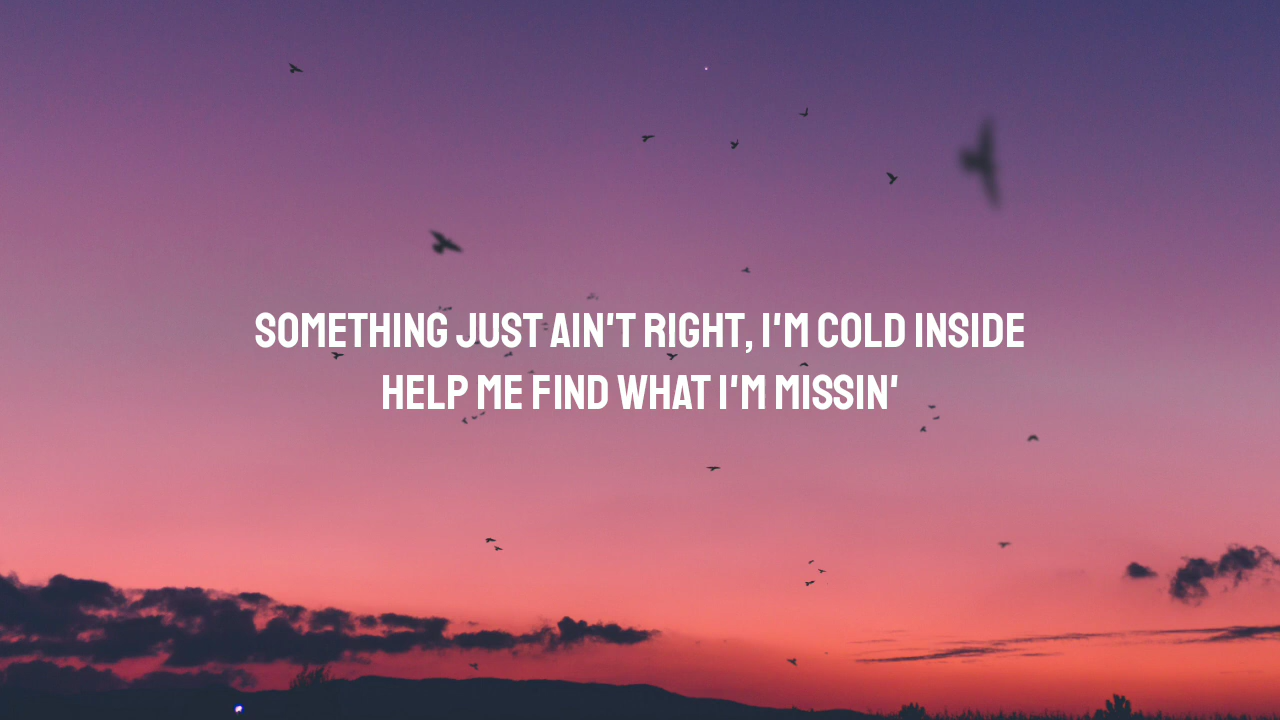 SOMETHING JUST AIN'T RIGHT, I'M COLD INSIDE
HELP ME FIND WHAT I'M MISSIN'